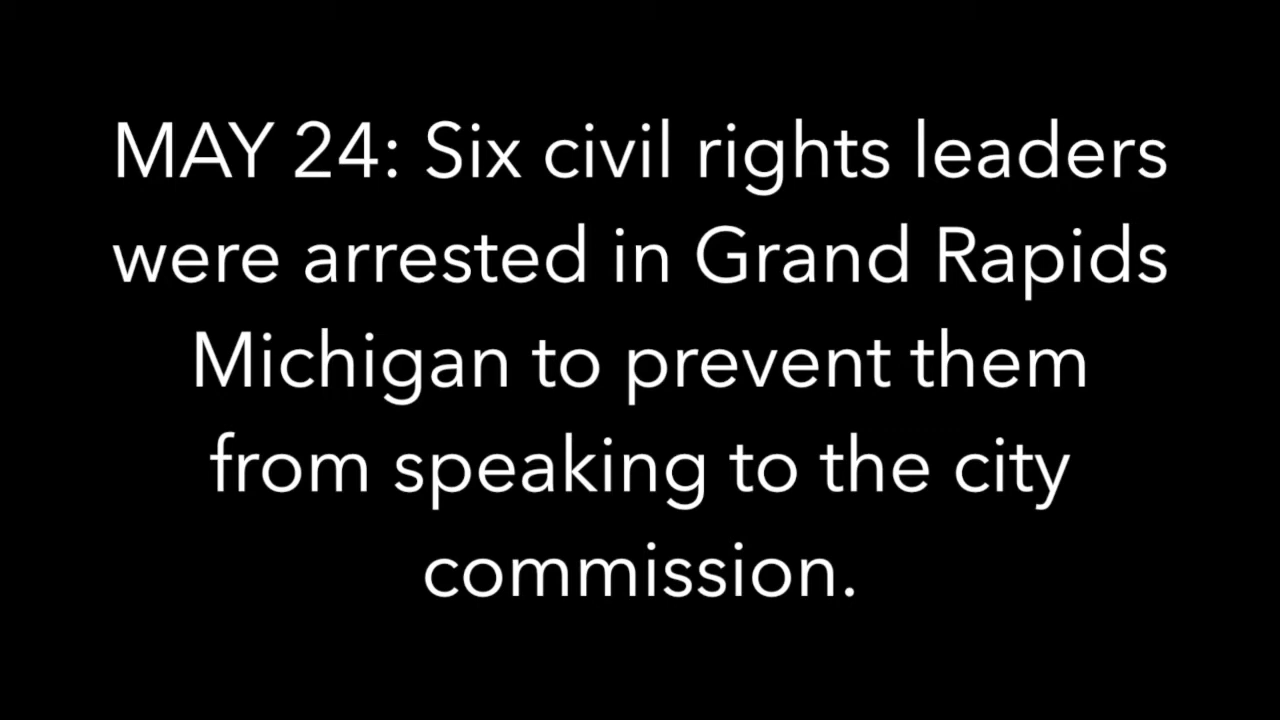 MAY 24: Six civil rights leaders
were arrested in Grand Rapids
Michigan to prevent them
from speaking to the city
commission.